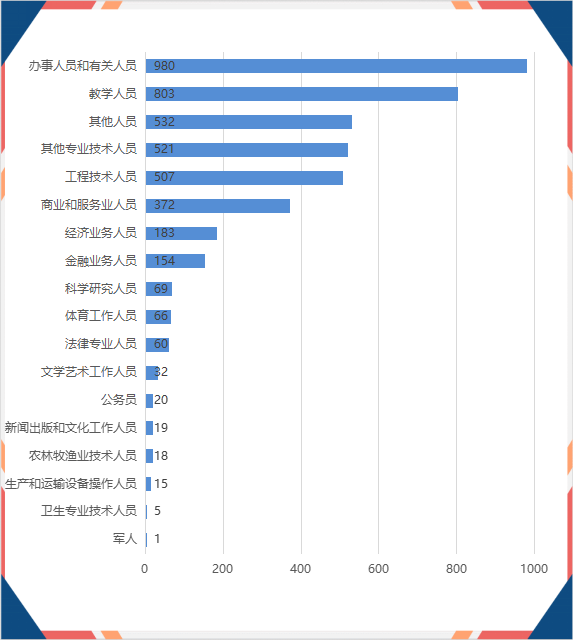 办事人员和有关人员 980
教学人员 803
其他人员 532
其他专业技术人员 521
工程技术人员 507
商业和服务业人员 372
经济业务人员 183
金融业务人员 154
科学研究人员 69
体育工作人员 66
法律专业人员 60
文学艺术工作人员 32
公务员 20
新闻出版和文化工作人员 19
农林牧渔业技术人员 18
生产和运输设备操作人员 15
卫生专业技术人员 5
军人 1
0 200 400 600 800 1000